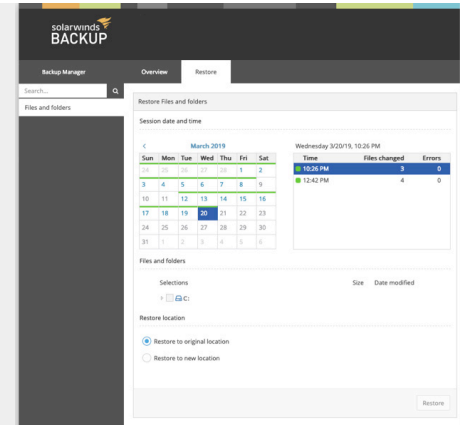 solarwinds
BACKUP
Backup Manager Overview Restore
Search...
Files and folders
Restore Files and folders
Session date and time
< March 2019
Sun Mon Tue Wed Thu Fri Sat
24 25 26 27 28 1 2
3 4 5 6 7 8 9
10 11 12 13 14 15 16
17 18 19 20 21 22 23
24 25 26 27 28 29 30
31 1 2 3 4 5 6
Wednesday 3/20/19, 10:26 PM
Time Files changed Errors
10:26 PM 3 0
12:42 PM 4 0
Files and folders
Selections Size Date modified
C:
Restore location
Restore to original location
Restore to new location
Restore